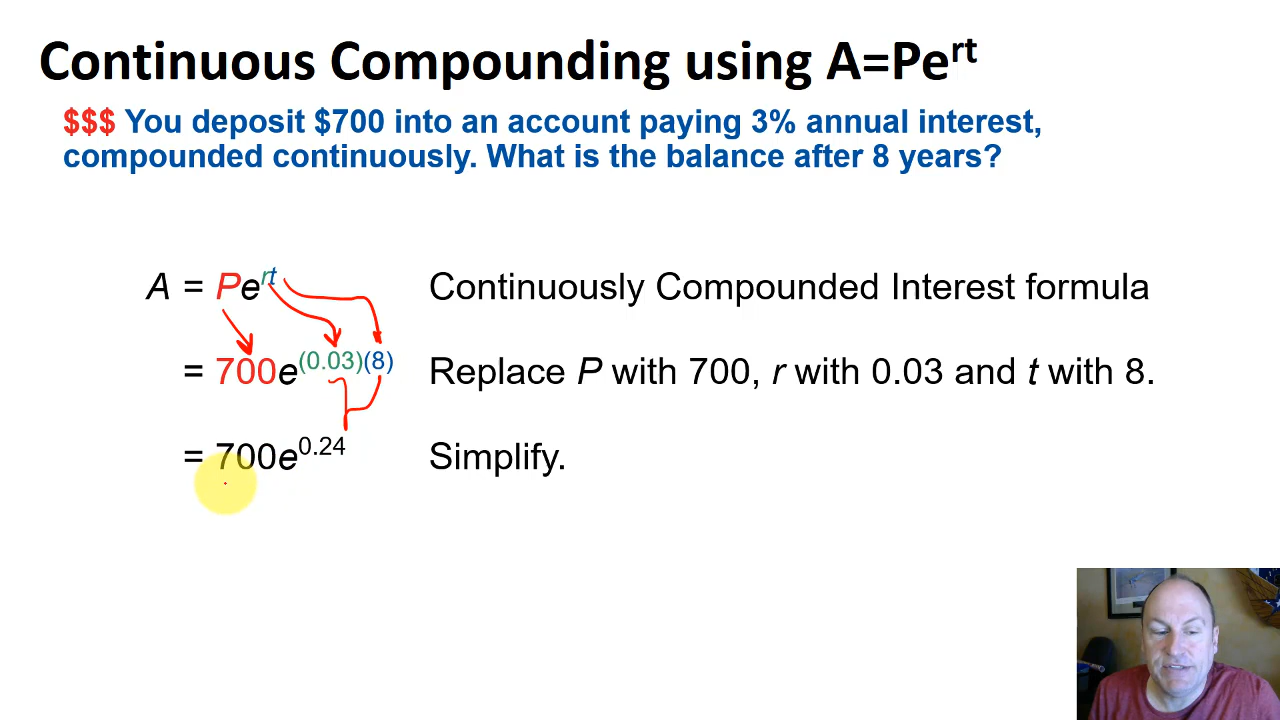 Continuous Compounding using A=Pe^rt
$$$ You deposit $700 into an account paying 3% annual interest,
compounded continuously. What is the balance after 8 years?
A = Pe^rt Continuously Compounded Interest formula
= 700e^(0.03)(8) Replace P with 700, r with 0.03 and t with 8.
= 700e^0.24 Simplify.